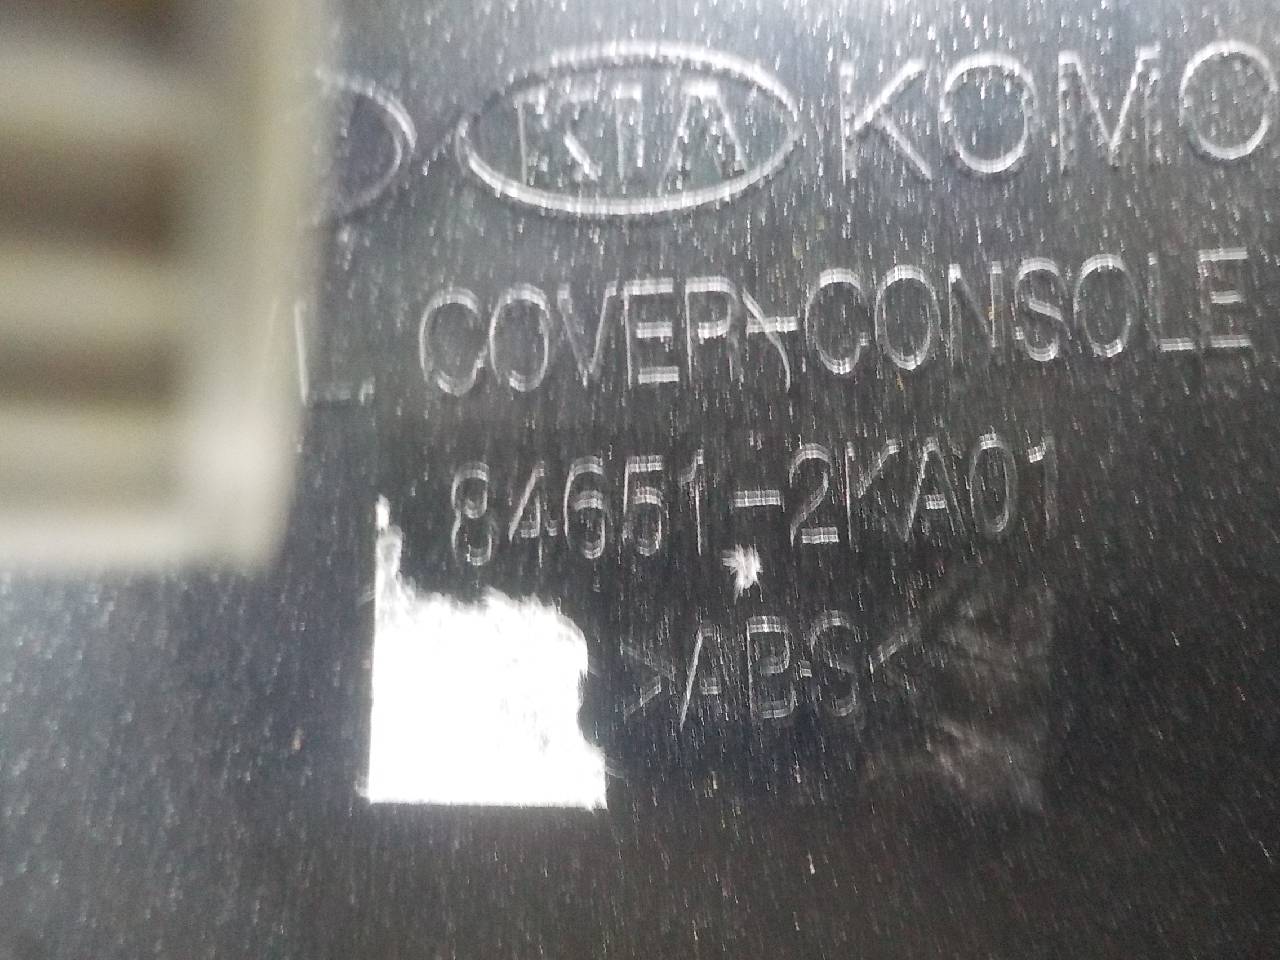 KIA KOMO
L. COVER-CONSOLE
84651-2KA01
>ABS<